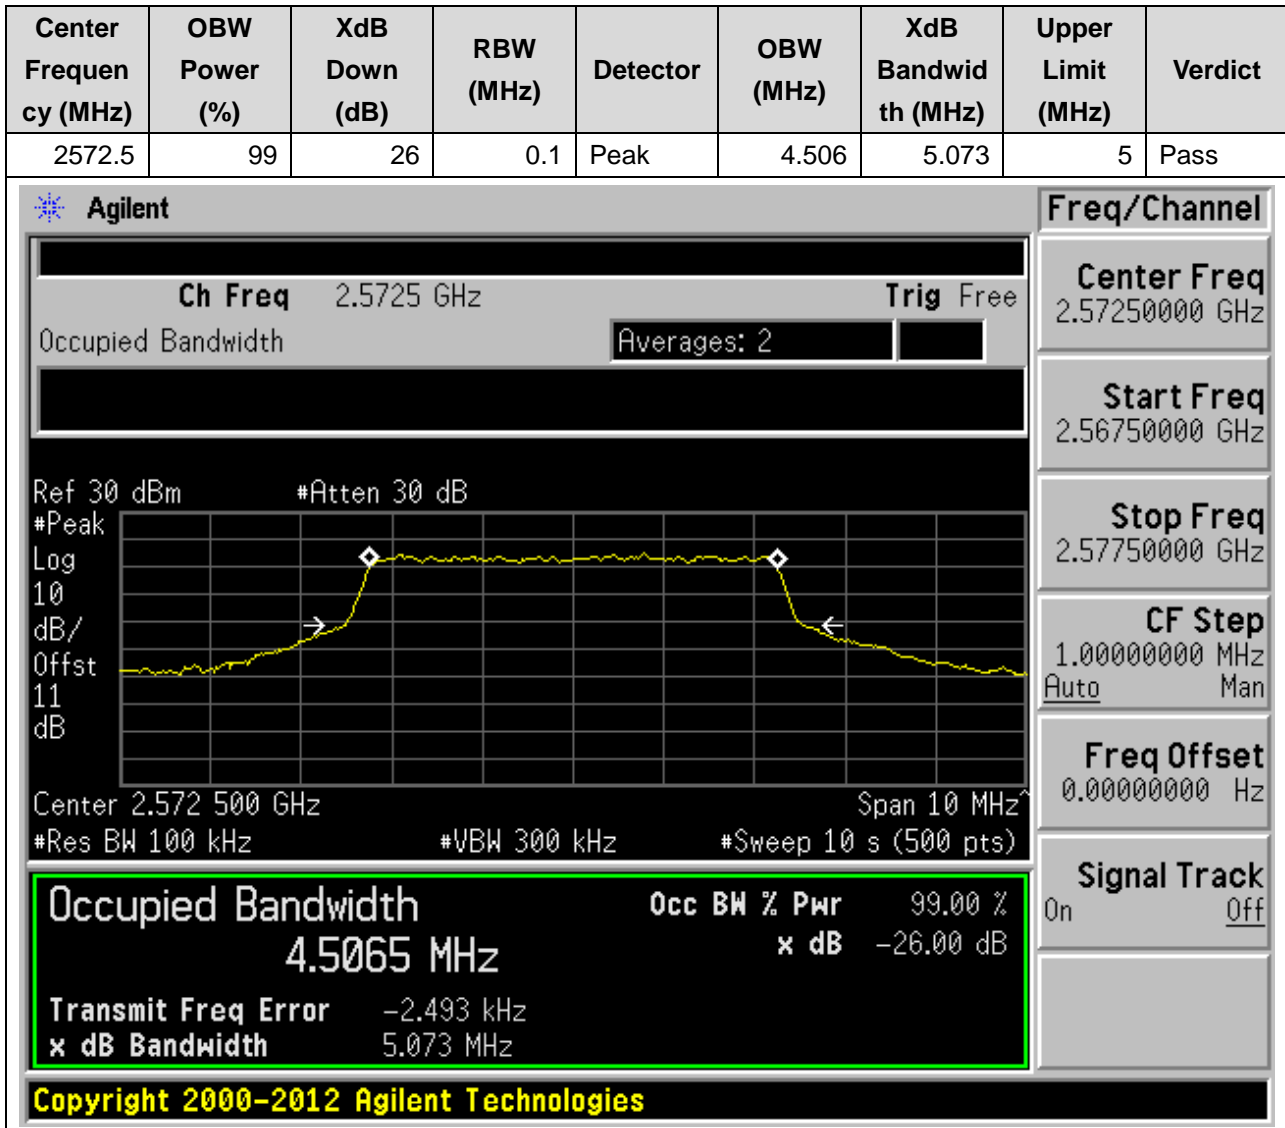 Center Frequen cy (MHz) OBW Power (%) XdB Down (dB) RBW (MHz) Detector OBW (MHz) XdB Bandwid th (MHz) Upper Limit (MHz) Verdict
2572.5 99 26 0.1 Peak 4.506 5.073 5 Pass
Agilent
Freq/Channel
Ch Freq 2.5725 GHz Trig Free
Occupied Bandwidth Averages: 2
Ref 30 dBm #Atten 30 dB
#Peak
Log
10
dB/
Offst
11
dB
Center 2.572 500 GHz Span 10 MHz^
#Res BW 100 kHz #VBW 300 kHz #Sweep 10 s (500 pts)
Occupied Bandwidth Occ BW % Pwr 99.00 %
4.5065 MHz x dB -26.00 dB
Transmit Freq Error -2.493 kHz
x dB Bandwidth 5.073 MHz
Center Freq
2.57250000 GHz
Start Freq
2.56750000 GHz
Stop Freq
2.57750000 GHz
CF Step
1.00000000 MHz
Auto Man
Freq Offset
0.00000000 Hz
Signal Track
On Off
Copyright 2000-2012 Agilent Technologies